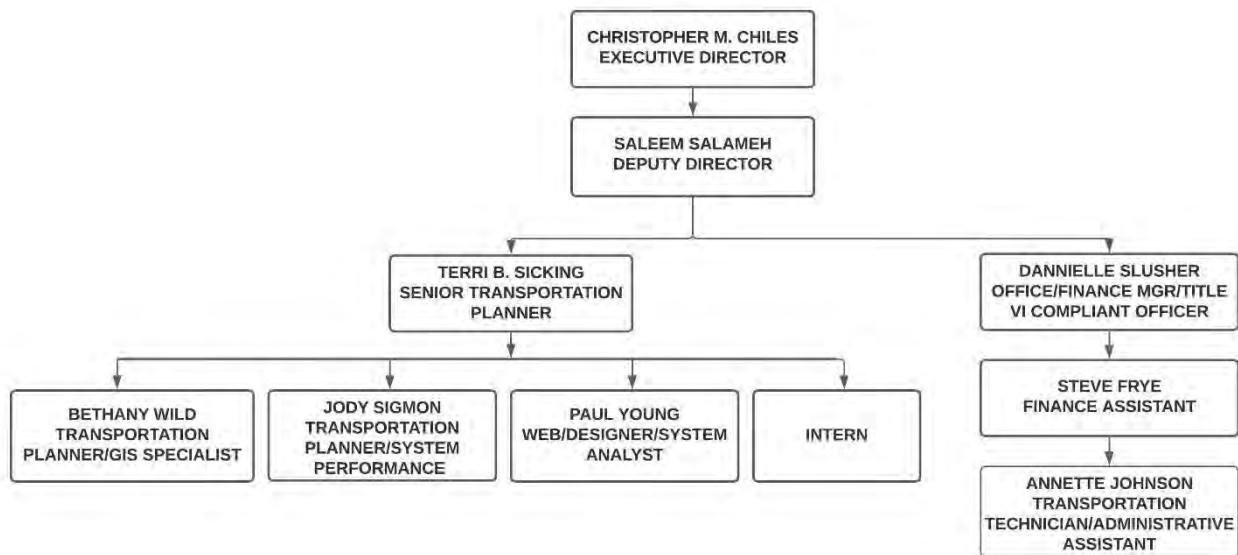 CHRISTOPHER M. CHILES
EXECUTIVE DIRECTOR
SALEEM SALAMEH
DEPUTY DIRECTOR
TERRI B. SICKING
SENIOR TRANSPORTATION
PLANNER
DANNIELLE SLUSHER
OFFICE/FINANCE MGR/TITLE
VI COMPLIANT OFFICER
BETHANY WILD
TRANSPORTATION
PLANNER/GIS SPECIALIST
JODY SIGMON
TRANSPORTATION
PLANNER/SYSTEM
PERFORMANCE
PAUL YOUNG
WEB/DESIGNER/SYSTEM
ANALYST
INTERN
STEVE FRYE
FINANCE ASSISTANT
ANNETTE JOHNSON
TRANSPORTATION
TECHNICIAN/ADMINISTRATIVE
ASSISTANT